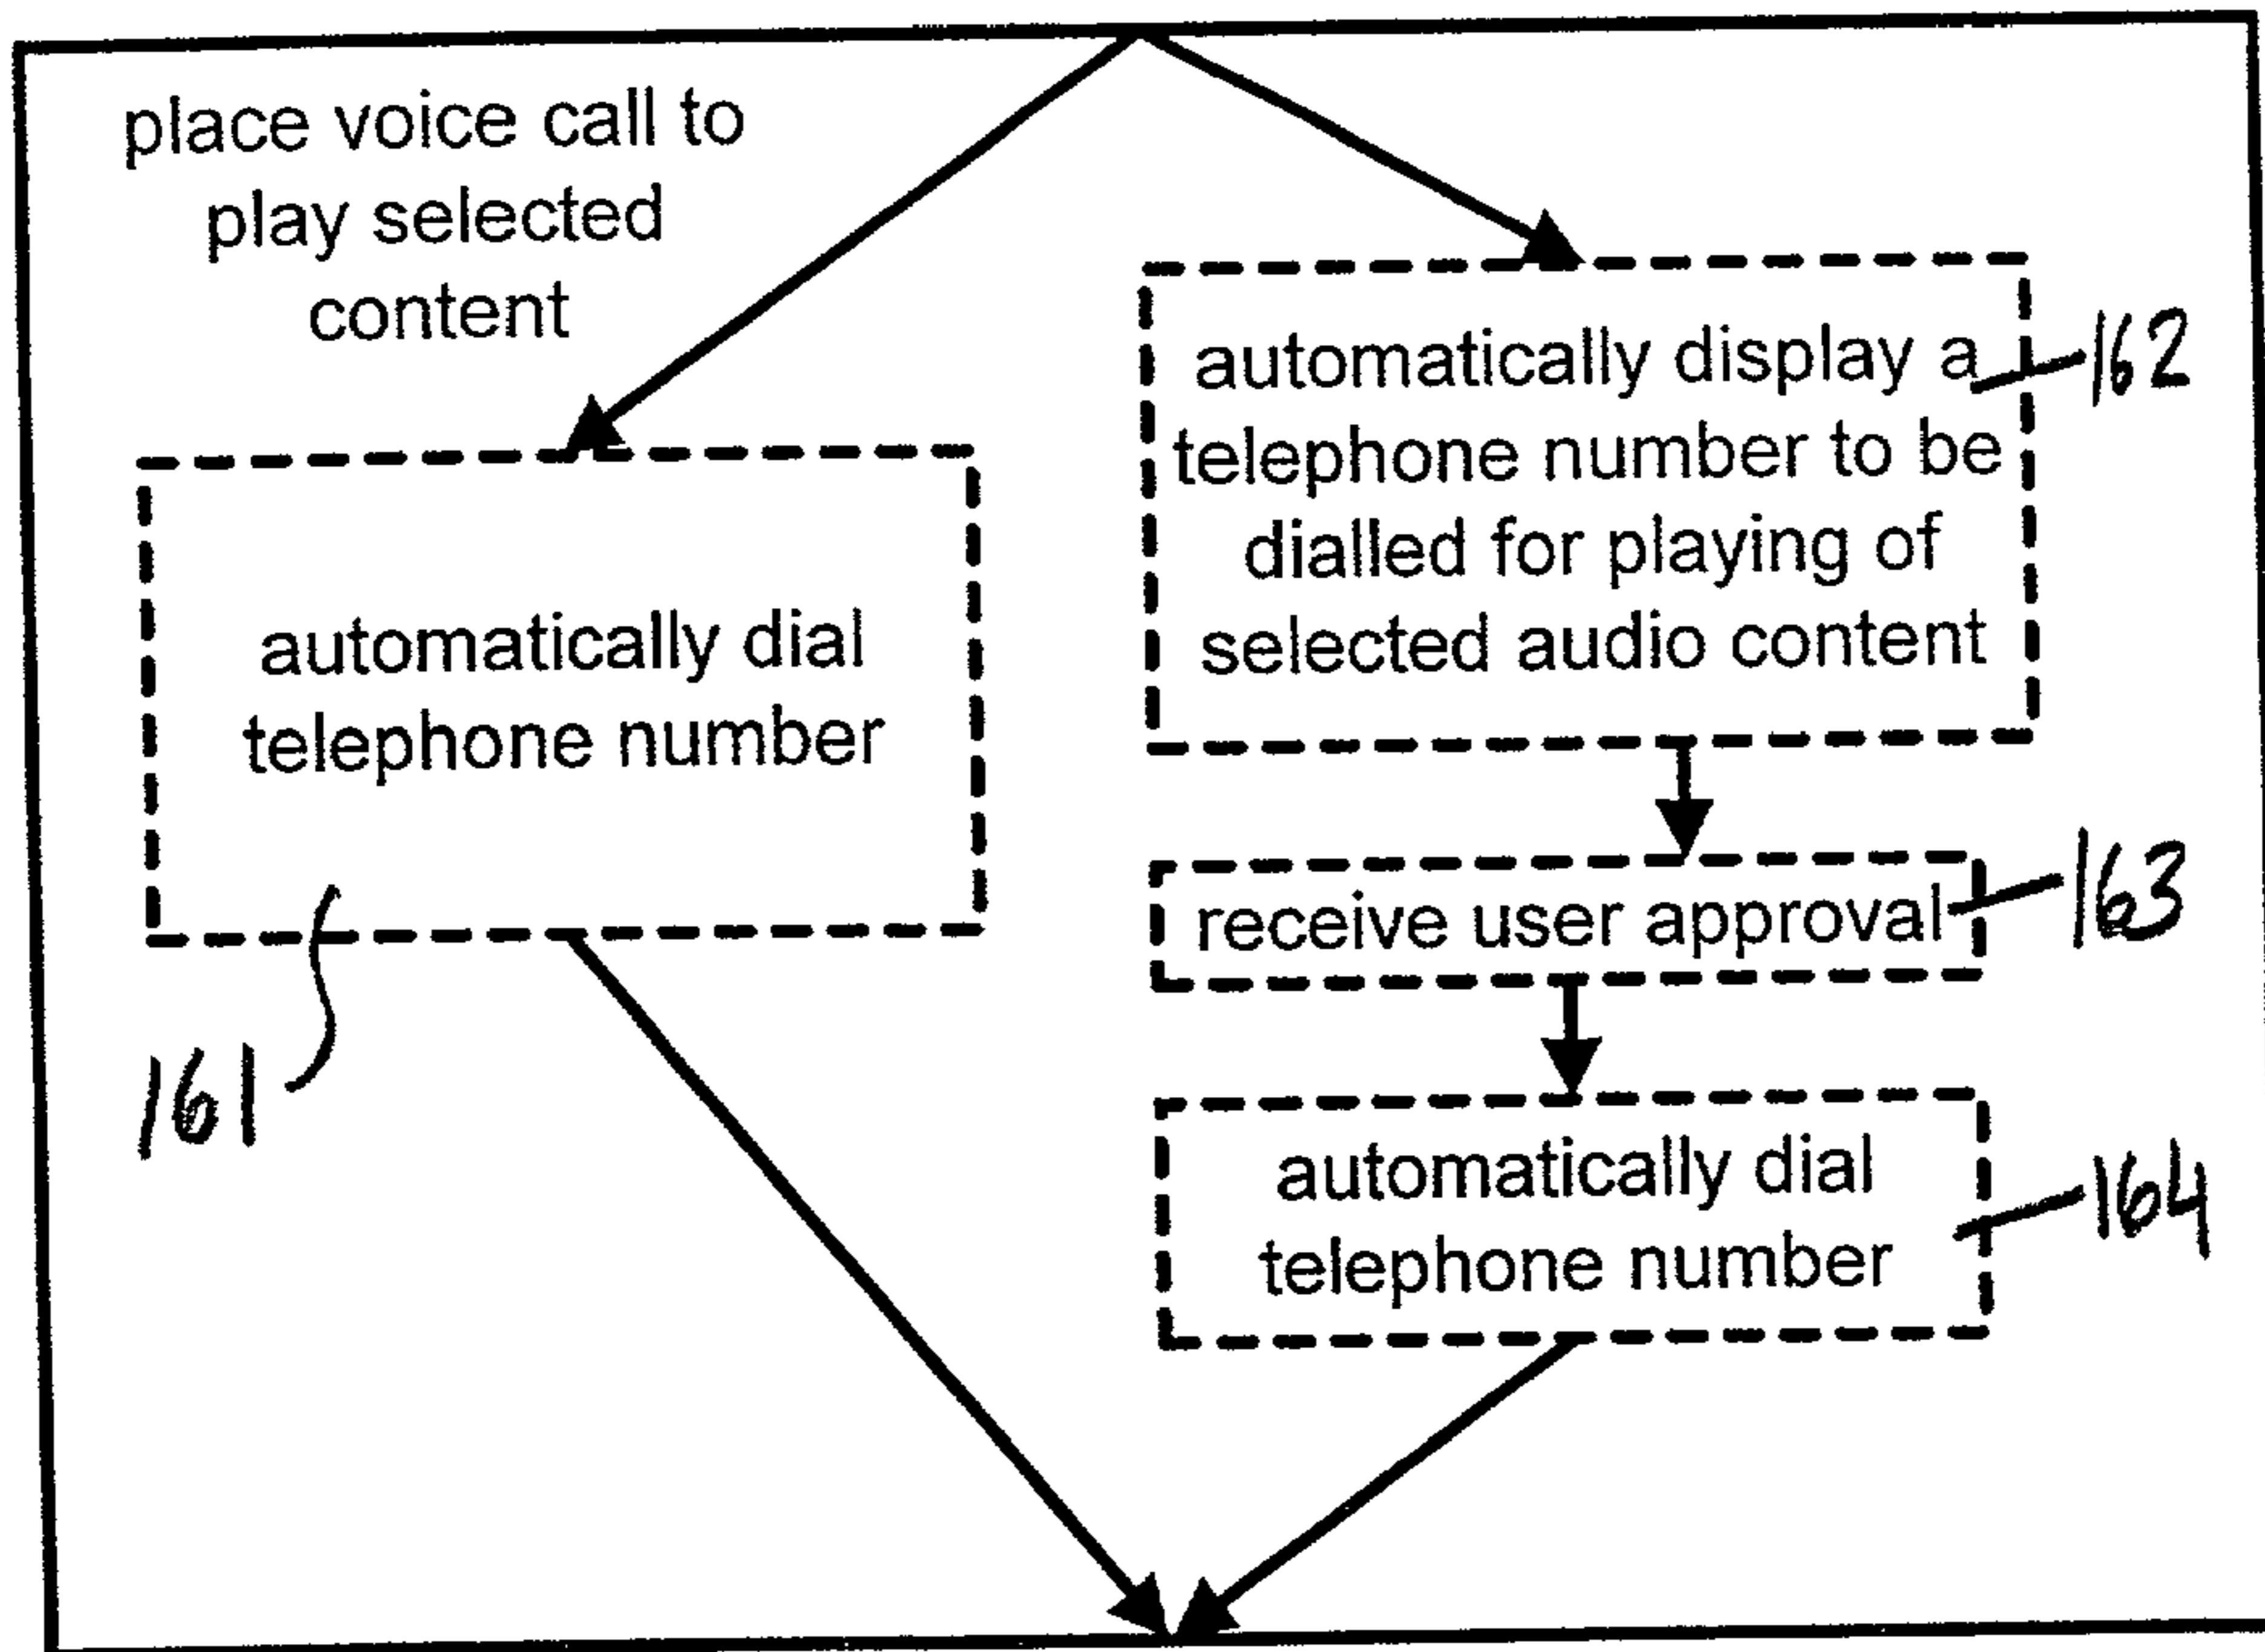 place voice call to
play selected
content
automatically dial
telephone number
161
automatically display a
telephone number to be
dialled for playing of
selected audio content
162
receive user approval
163
automatically dial
telephone number
164